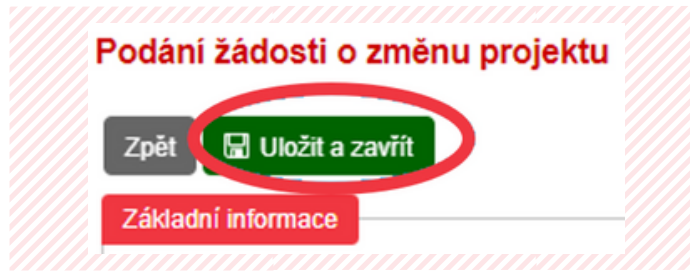 Podání žádosti o změnu projektu
Zpět Uložit a zavřít
Základní informace